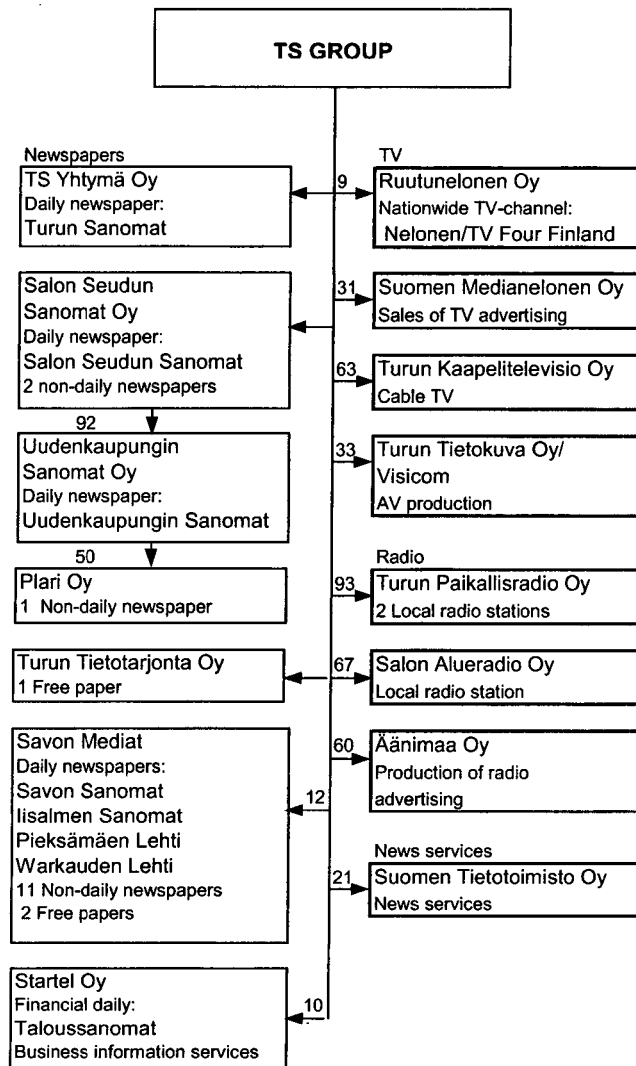 TS GROUP
Newspapers
TS Yhtymä Oy
Daily newspaper:
Turun Sanomat
Salon Seudun
Sanomat Oy
Daily newspaper:
Salon Seudun Sanomat
2 non-daily newspapers
92
Uudenkaupungin
Sanomat Oy
Daily newspaper:
Uudenkaupungin Sanomat
50
Plari Oy
1 Non-daily newspaper
Turun Tietotarjonta Oy
1 Free paper
Savon Mediat
Daily newspapers:
Savon Sanomat
Iisalmen Sanomat
Pieksämäen Lehti
Warkauden Lehti
11 Non-daily newspapers
2 Free papers
12
Startel Oy
Financial daily:
Taloussanomat
Business information services
10
TV
9
Ruutunelonen Oy
Nationwide TV-channel:
Nelonen/TV Four Finland
31
Suomen Medianelonen Oy
Sales of TV advertising
63
Turun Kaapelitelevisio Oy
Cable TV
33
Turun Tietokuva Oy/
Visicom
AV production
Radio
93
Turun Paikallisradio Oy
2 Local radio stations
67
Salon Alueradio Oy
Local radio station
60
Äänimaa Oy
Production of radio
advertising
News services
21
Suomen Tietotoimisto Oy
News services